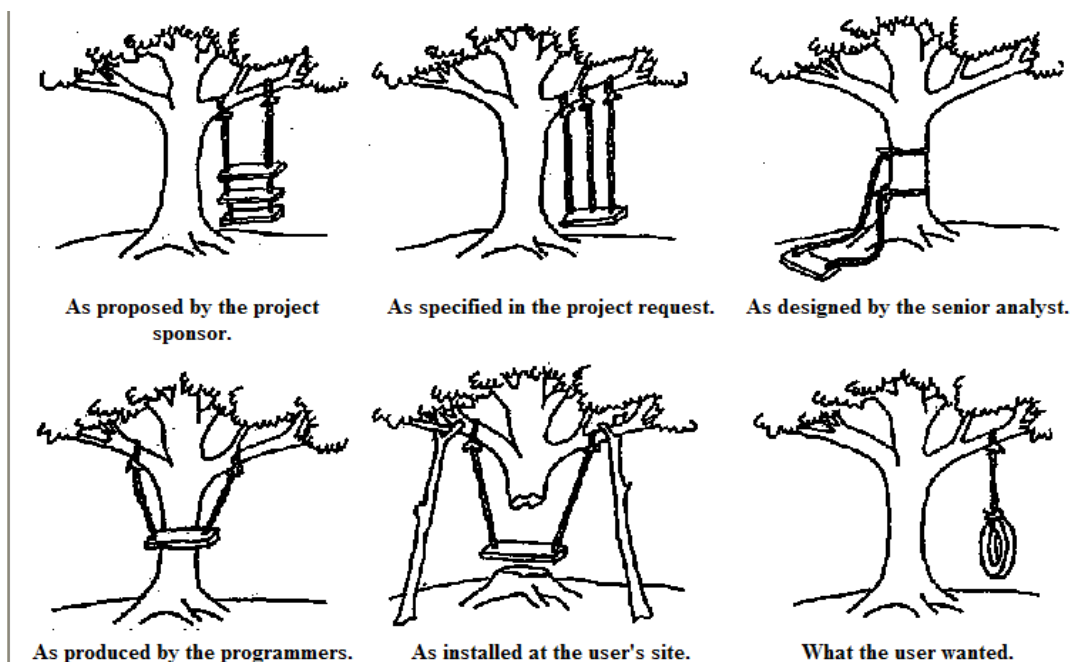 As proposed by the project
sponsor.
As specified in the project request.
As designed by the senior analyst.
As produced by the programmers.
As installed at the user's site.
What the user wanted.